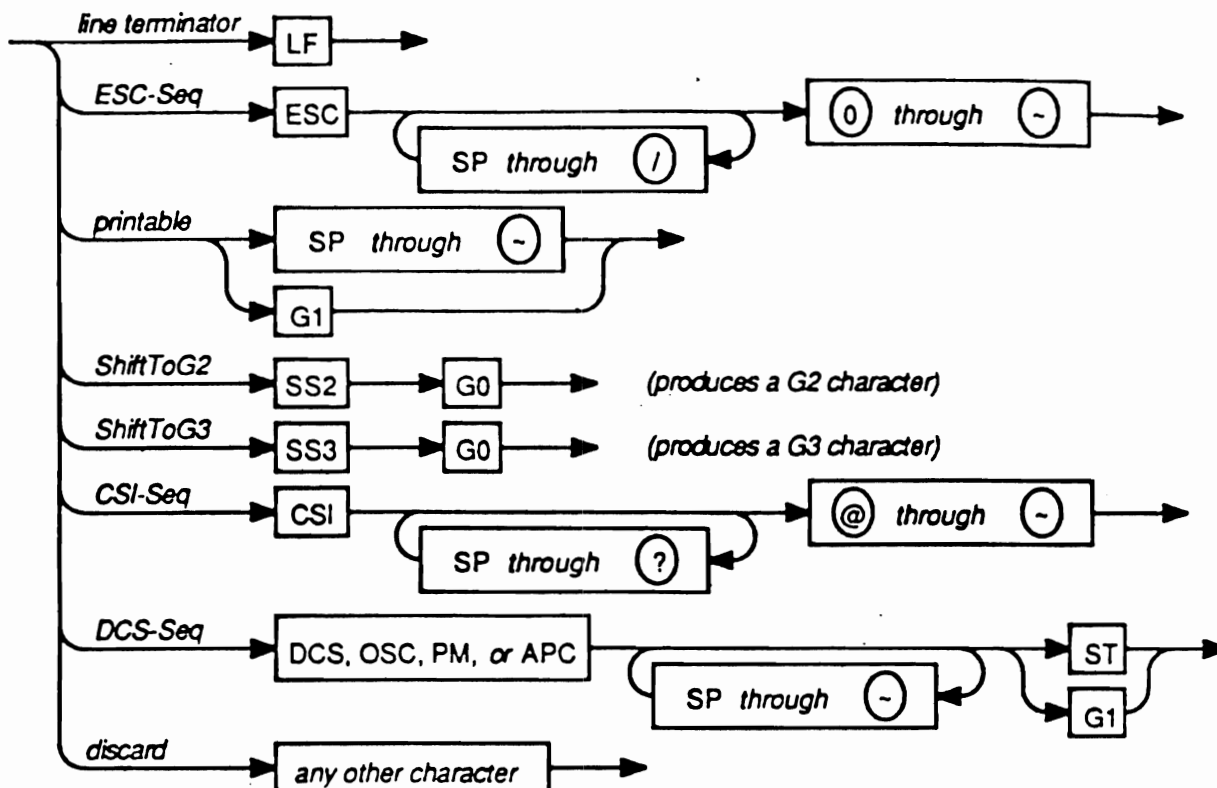 line terminator LF
ESC-Seq ESC 0 through ~
SP through /
printable SP through ~
G1
ShiftToG2 SS2 G0 (produces a G2 character)
ShiftToG3 SS3 G0 (produces a G3 character)
CSI-Seq CSI @ through ~
SP through ?
DCS-Seq DCS, OSC, PM, or APC ST
SP through ~ G1
discard any other character